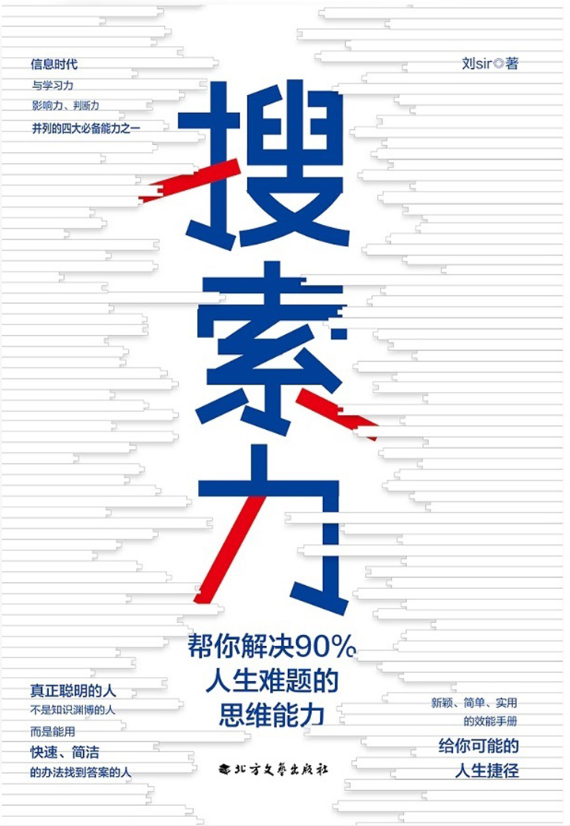 信息时代
与学习力
影响力、判断力
并列的四大必备能力之一
刘sir◎著
搜
索
力
帮你解决90%
人生难题的
思维能力
真正聪明的人
不是知识渊博的人
而是能用
快速、简洁
的办法找到答案的人
新颖、简单、实用
的效能手册
给你可能的
人生捷径
北方文艺出版社